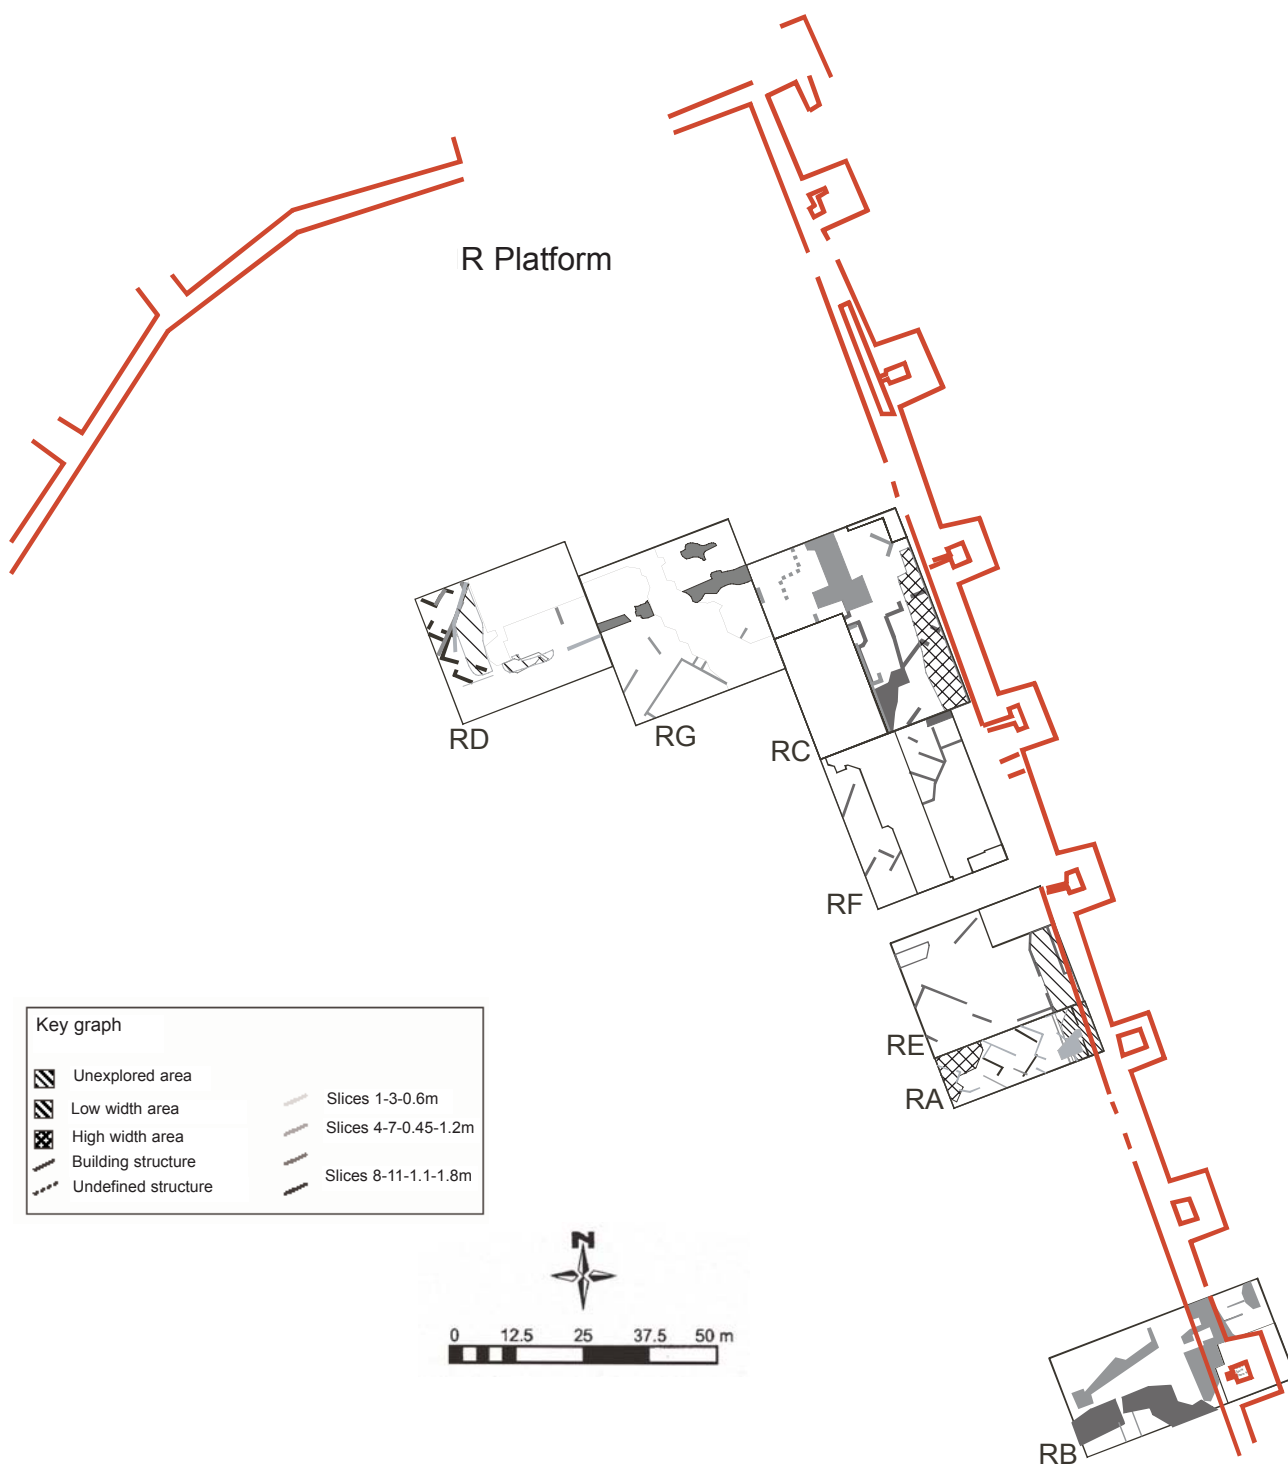 R Platform
RD
RG
RC
RF
RE
RA
RB
Key graph
Unexplored area
Low width area
High width area
Building structure
Undefined structure
Slices 1-3-0.6m
Slices 4-7-0.45-1.2m
Slices 8-11-1.1-1.8m
N
0 12.5 25 37.5 50 m